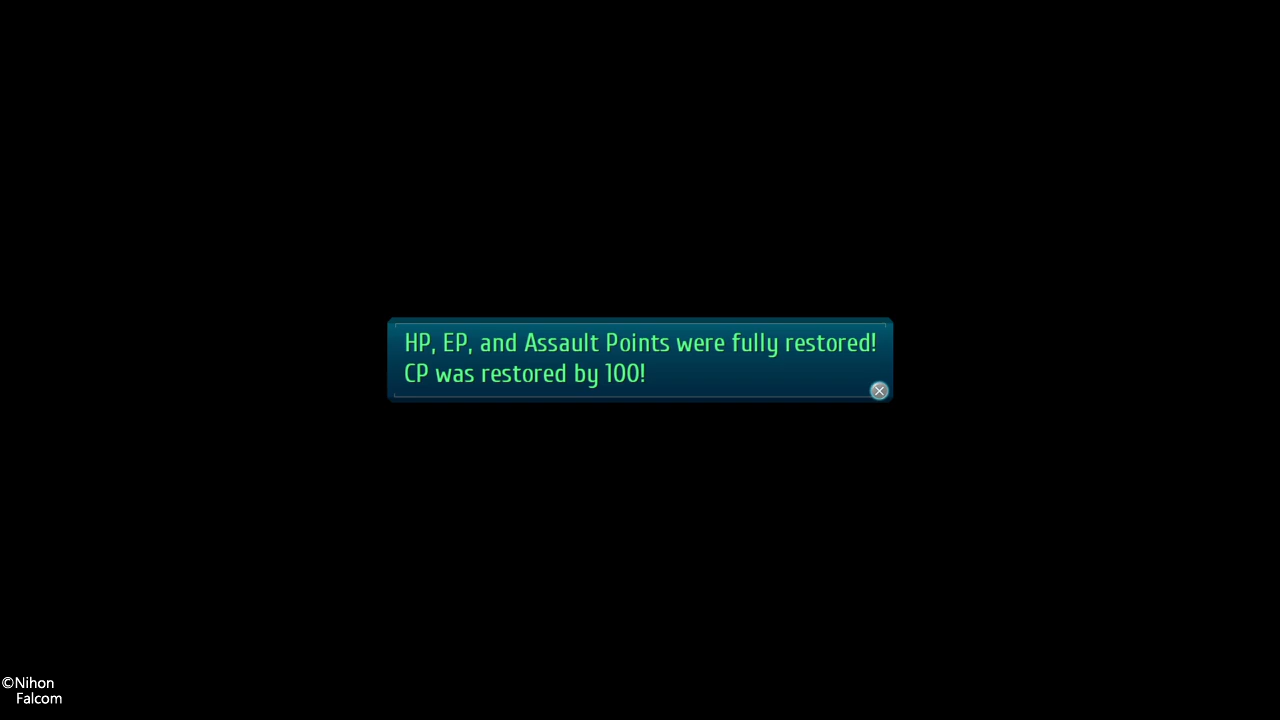 HP, EP, and Assault Points were fully restored!
CP was restored by 100!
©Nihon
Falcom